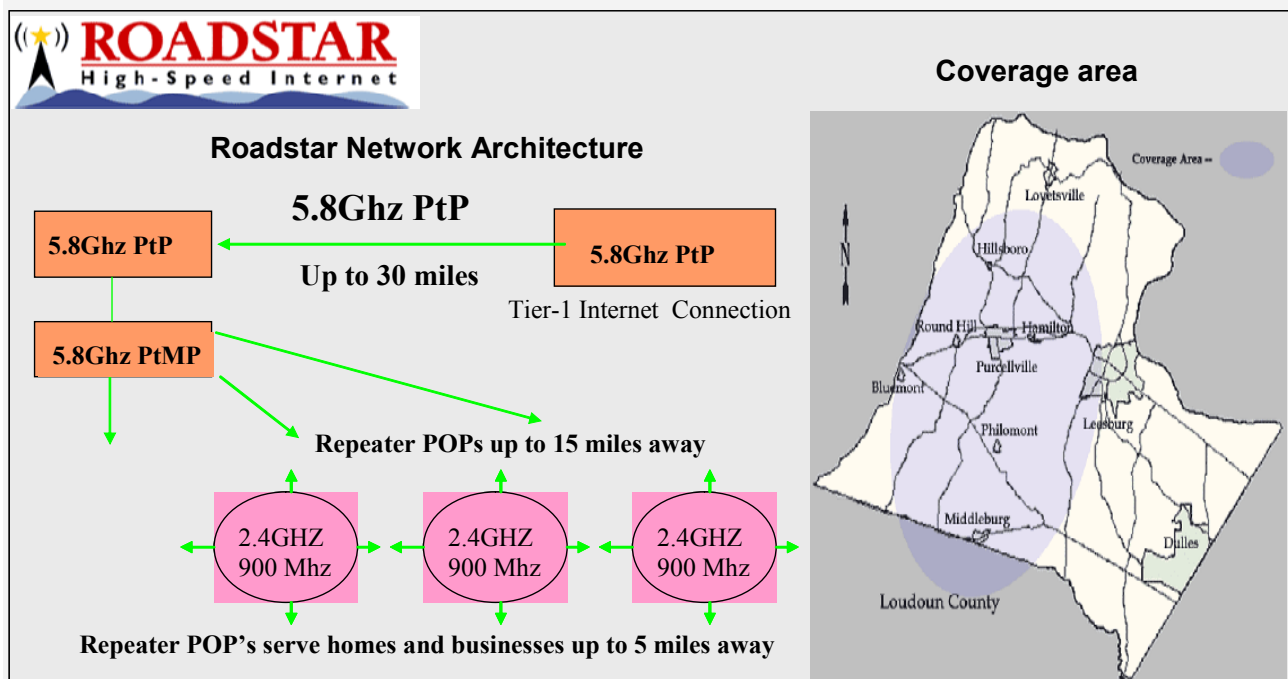 ROADSTAR
High-Speed Internet
Coverage area
Roadstar Network Architecture
5.8Ghz PtP
5.8Ghz PtP
5.8Ghz PtP
Up to 30 miles
Tier-1 Internet Connection
5.8Ghz PtMP
Repeater POPs up to 15 miles away
2.4GHZ
900 Mhz
2.4GHZ
900 Mhz
2.4GHZ
900 Mhz
Repeater POP's serve homes and businesses up to 5 miles away
Coverage Area --
Lovetsville
N
Hillsboro
Round Hill
Hamilton
Purcellville
Bluemont
Leesburg
Philomont
Middleburg
Dulles
Loudoun County